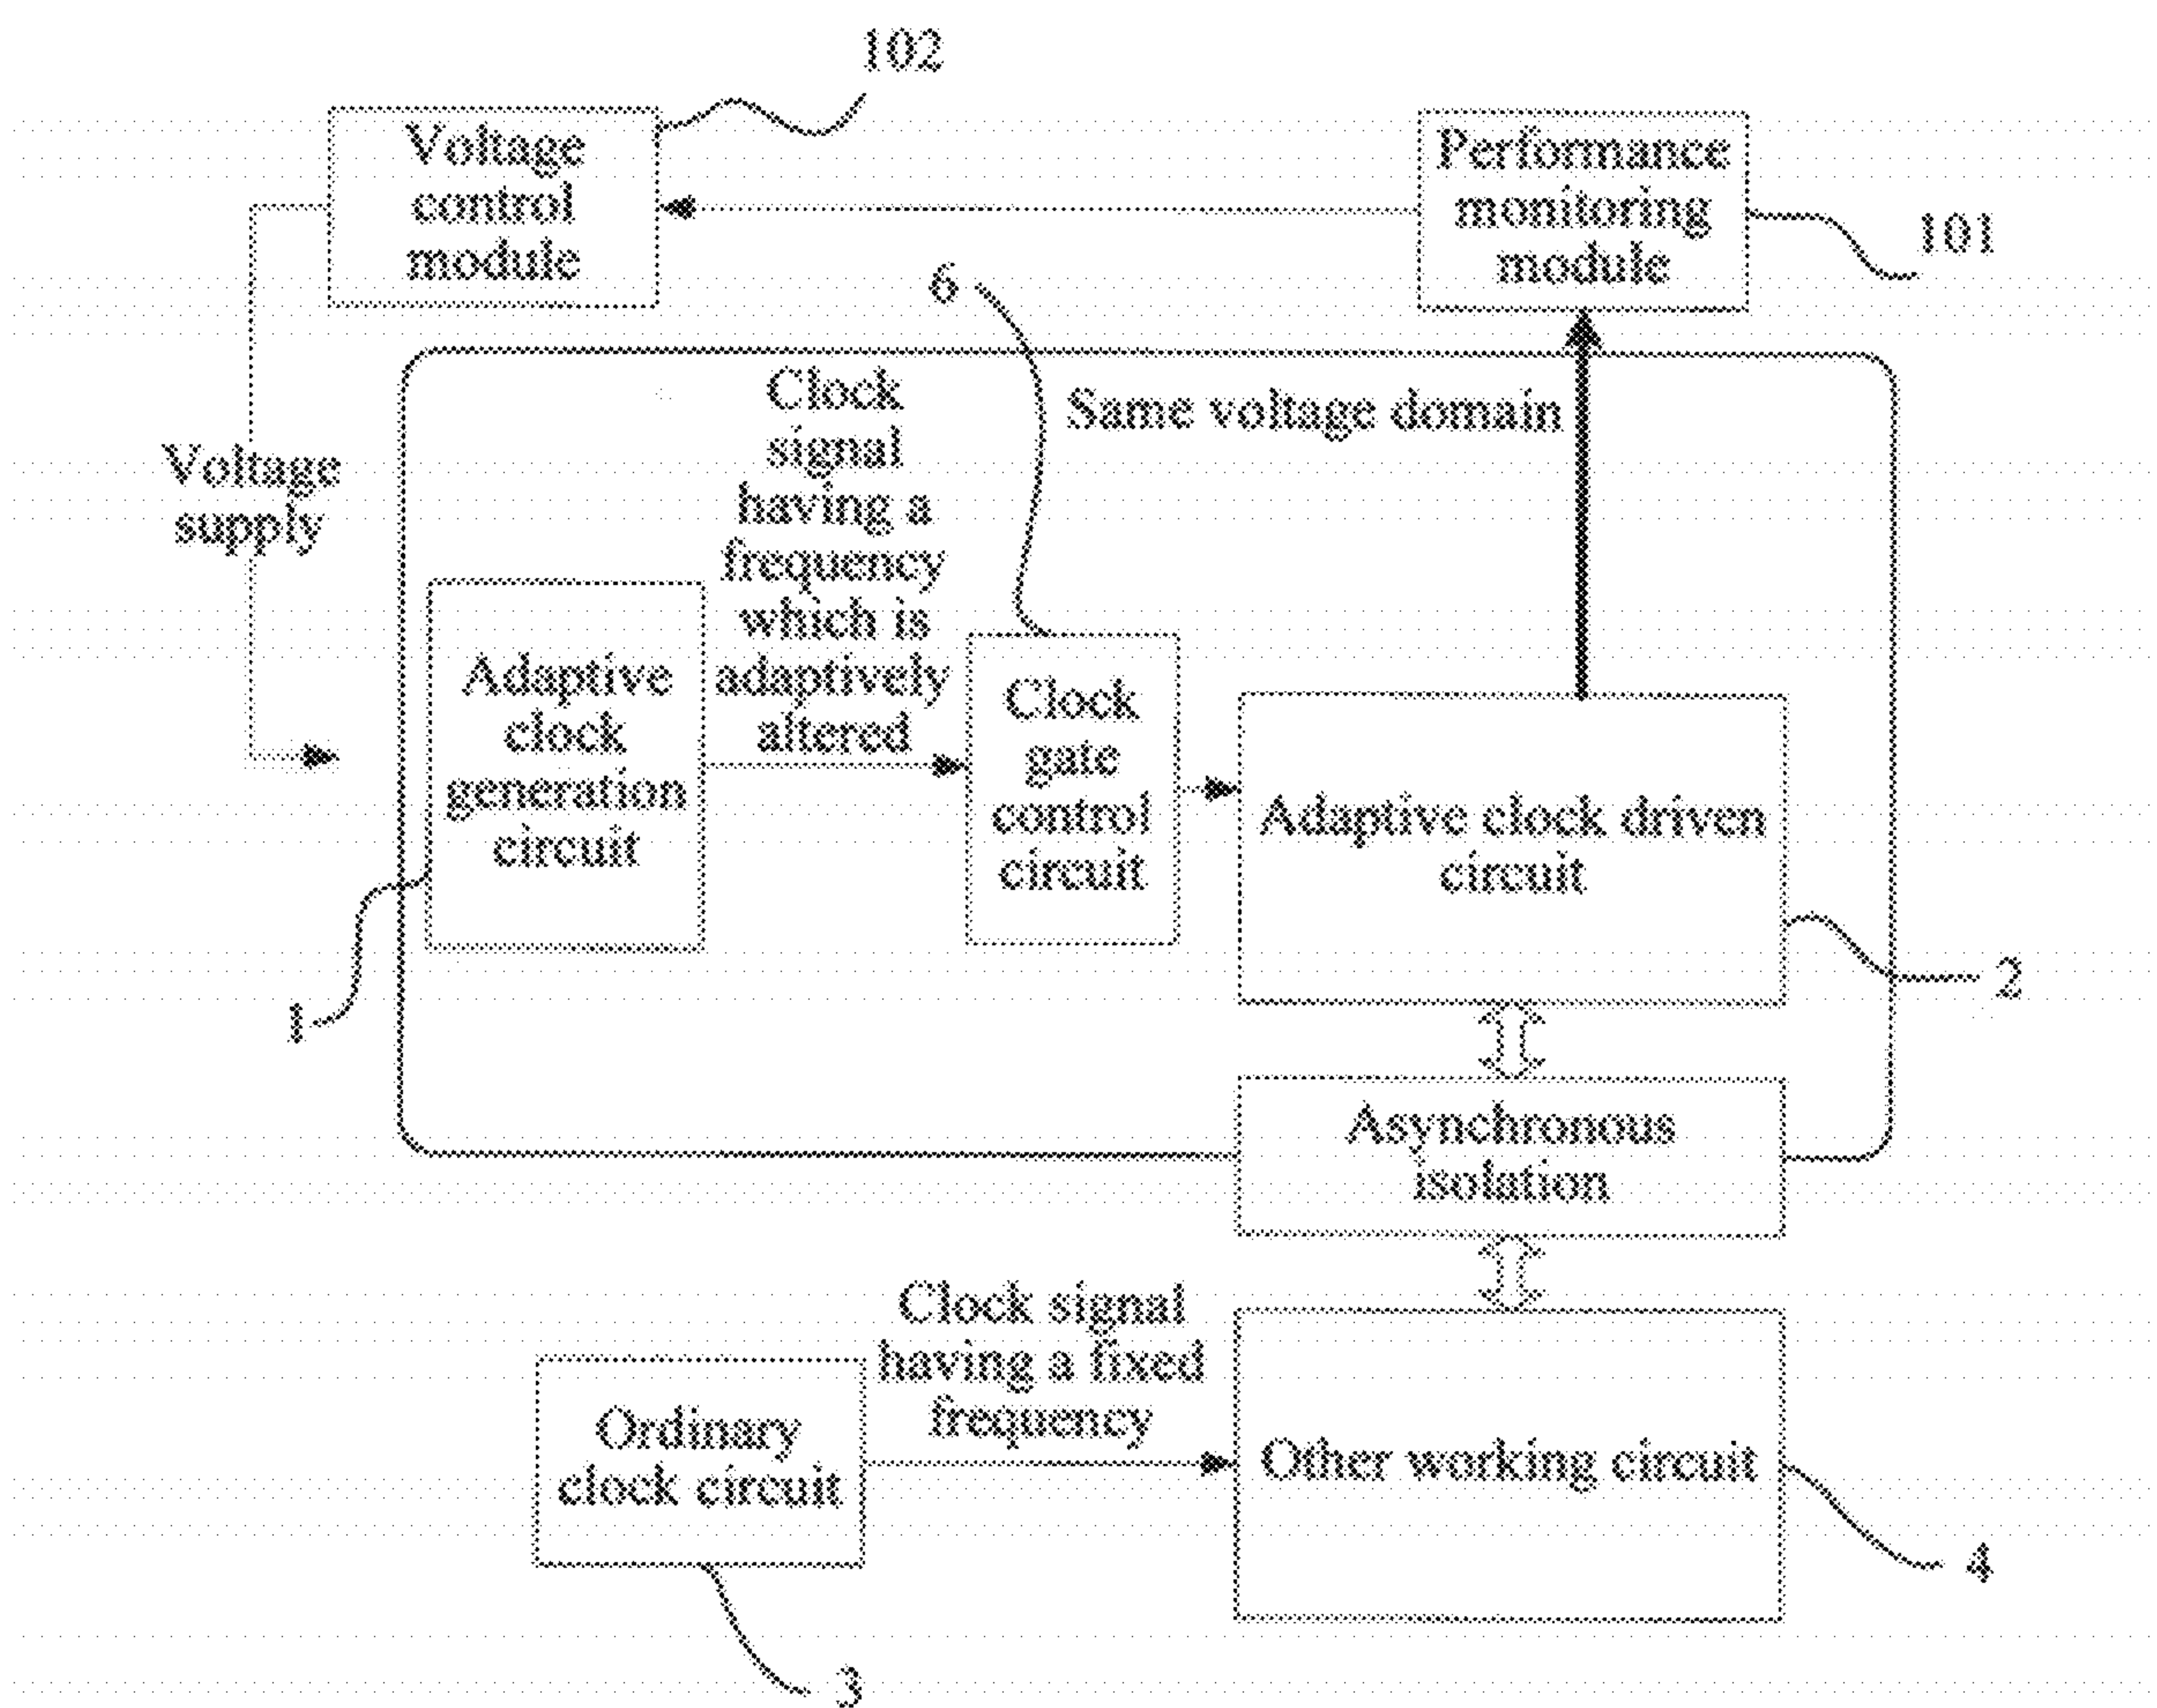 102
Voltage
control
module
Performance
monitoring
module
101
6
Same voltage domain
Clock
signal
having a
frequency
which is
adaptively
altered
Voltage
supply
Adaptive
clock
generation
circuit
Clock
gate
control
circuit
Adaptive clock driven
circuit
1
2
Asynchronous
isolation
Clock signal
having a fixed
frequency
Ordinary
clock circuit
Other working circuit
4
3